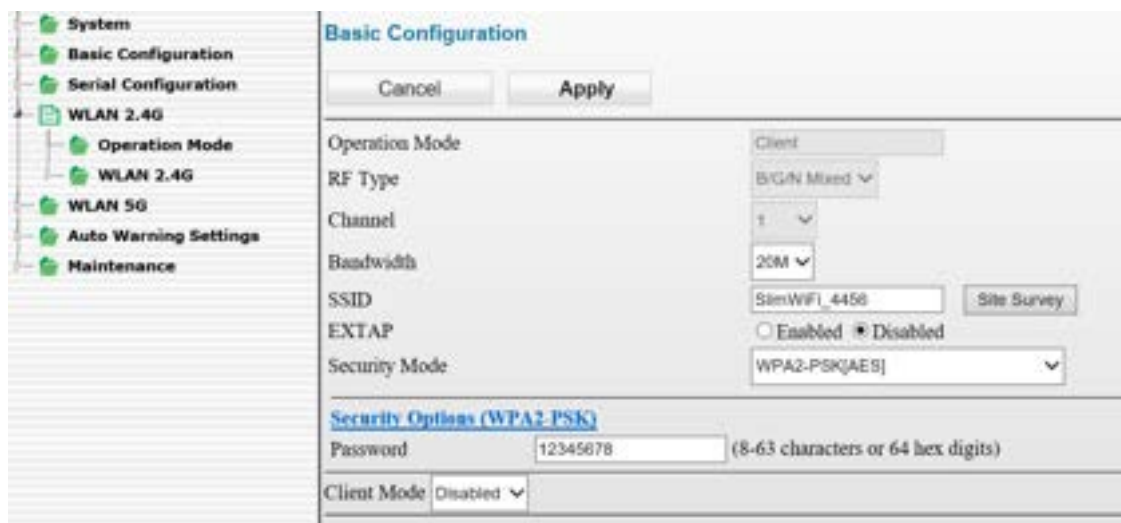 System
Basic Configuration
Serial Configuration
WLAN 2.4G
Operation Mode
WLAN 2.4G
WLAN 5G
Auto Warning Settings
Maintenance
Basic Configuration
Cancel Apply
Operation Mode Client
RF Type B/G/N Mixed
Channel 1
Bandwidth 20M
SSID SlimWiFi_4456 Site Survey
EXTAP Enabled Disabled
Security Mode WPA2-PSK[AES]
Security Options (WPA2-PSK)
Password 12345678 (8-63 characters or 64 hex digits)
Client Mode Disabled